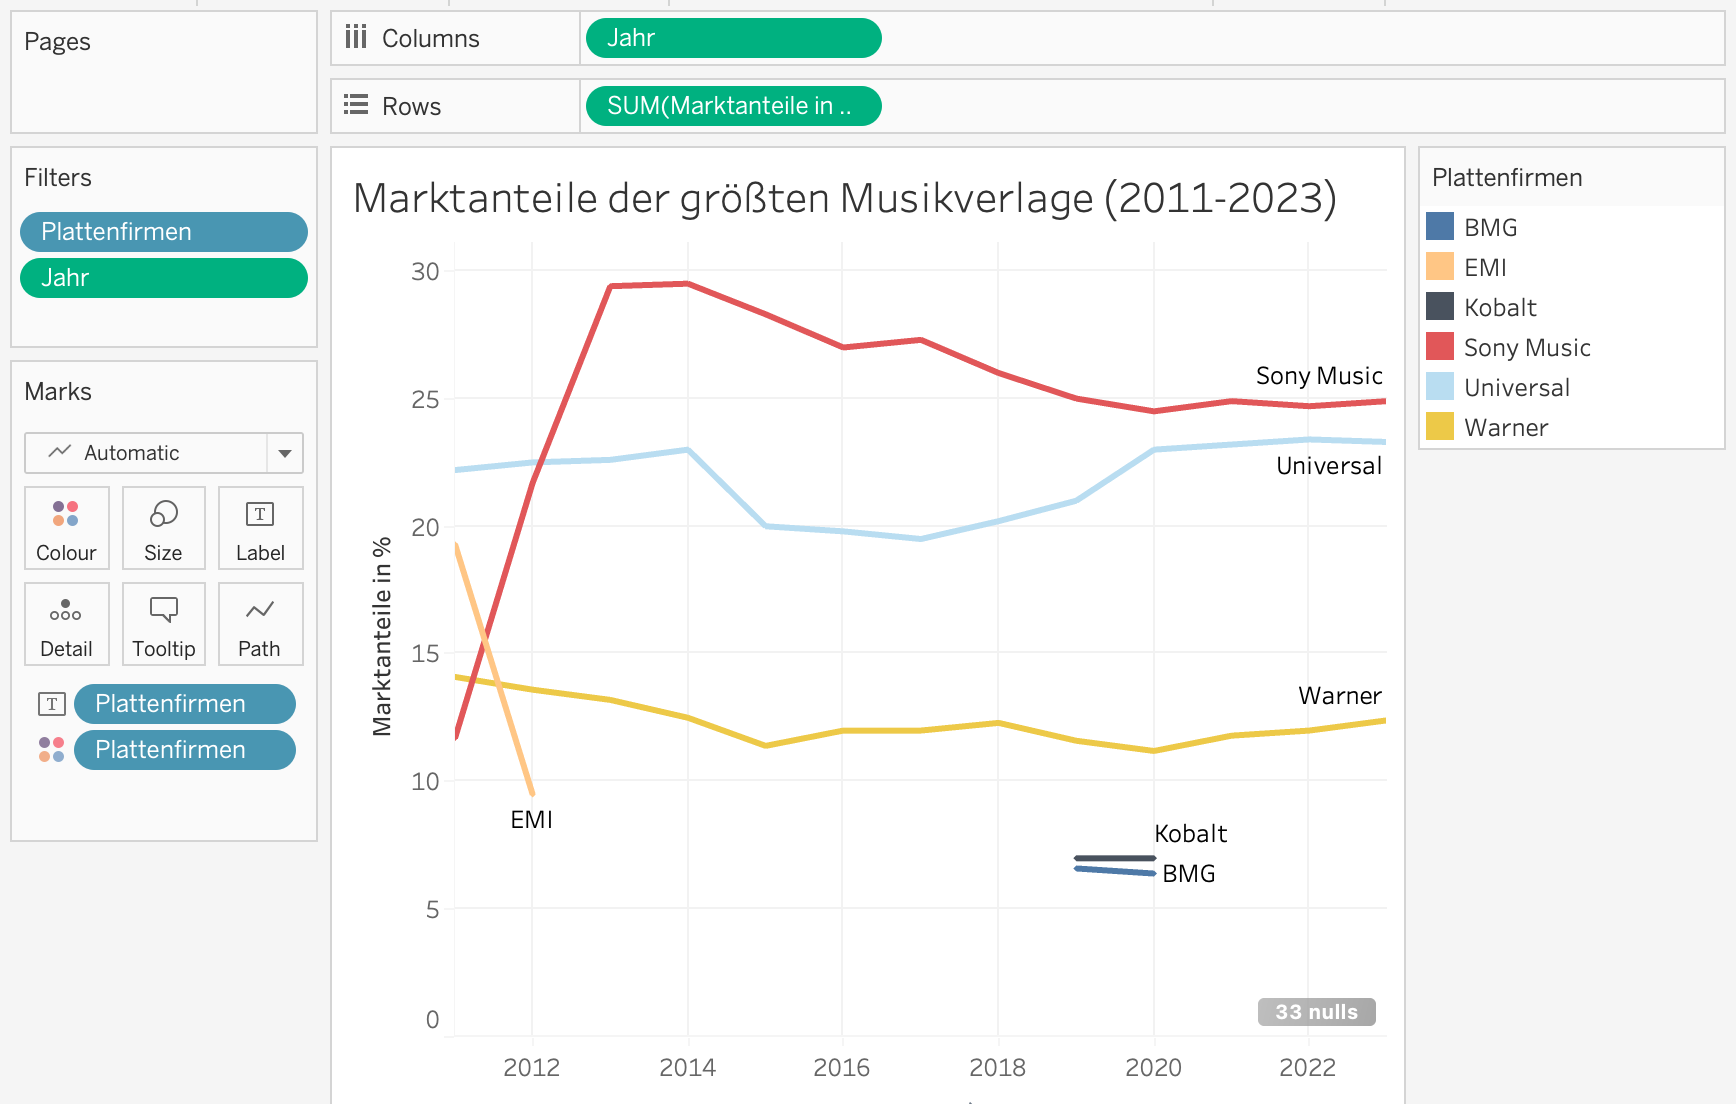 Pages
Columns
Jahr
Rows
SUM(Marktanteile in ..
Filters
Plattenfirmen
Jahr
Marks
Automatic
Colour
Size
Label
Detail
Tooltip
Path
Plattenfirmen
Plattenfirmen
Marktanteile der größten Musikverlage (2011-2023)
Marktanteile in %
30
25
20
15
10
5
0
Sony Music
Universal
Warner
EMI
Kobalt
BMG
33 nulls
2012
2014
2016
2018
2020
2022
Plattenfirmen
BMG
EMI
Kobalt
Sony Music
Universal
Warner